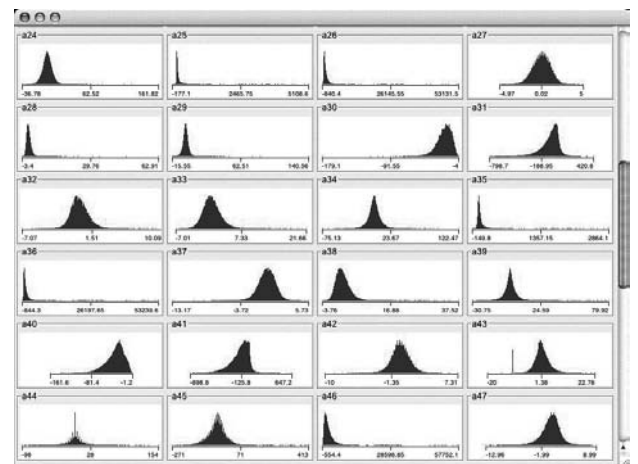 a24 a25 a26 a27
-36.78 62.52 161.82 -177.1 2465.75 5108.6 -840.4 26145.55 53131.5 -4.97 0.02 5
a28 a29 a30 a31
-3.4 29.76 62.91 -15.35 62.51 140.36 -179.1 -91.55 -4 -796.7 -186.95 420.8
a32 a33 a34 a35
-7.07 1.51 10.09 -7.01 7.33 21.66 -75.13 23.67 122.47 -149.8 1357.15 2864.1
a36 a37 a38 a39
-844.3 26197.65 53239.6 -13.17 -3.72 5.73 -3.76 16.88 37.52 -30.75 24.59 79.92
a40 a41 a42 a43
-161.6 -81.4 -1.2 -898.8 -125.8 647.2 -10 -1.35 7.31 -20 1.38 22.76
a44 a45 a46 a47
-98 28 154 -271 71 413 -554.4 28598.85 57752.1 -12.96 -1.99 8.99